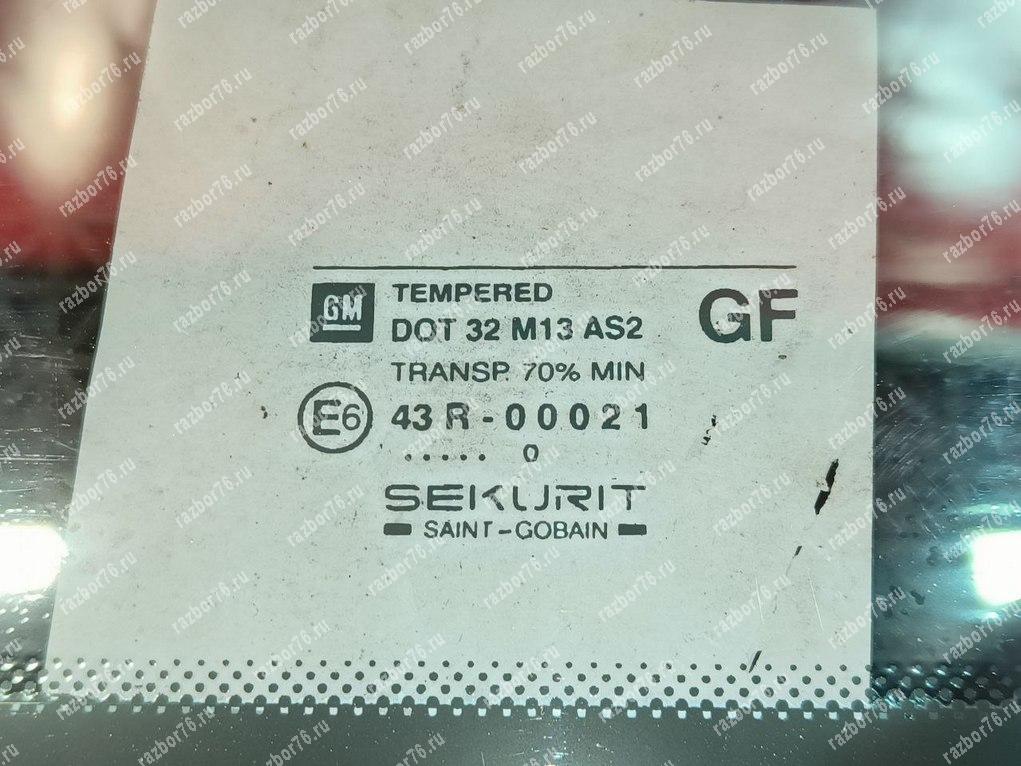 GM
TEMPERED
DOT 32 M13 AS2
GF
TRANSP. 70% MIN
E6
43 R - 00021
..... 0
SEKURIT
SAINT-GOBAIN
razbor76.ru